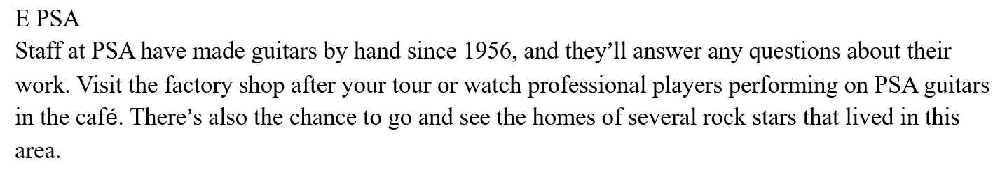 E PSA
Staff at PSA have made guitars by hand since 1956, and they’ll answer any questions about their
work. Visit the factory shop after your tour or watch professional players performing on PSA guitars
in the café. There’s also the chance to go and see the homes of several rock stars that lived in this
area.